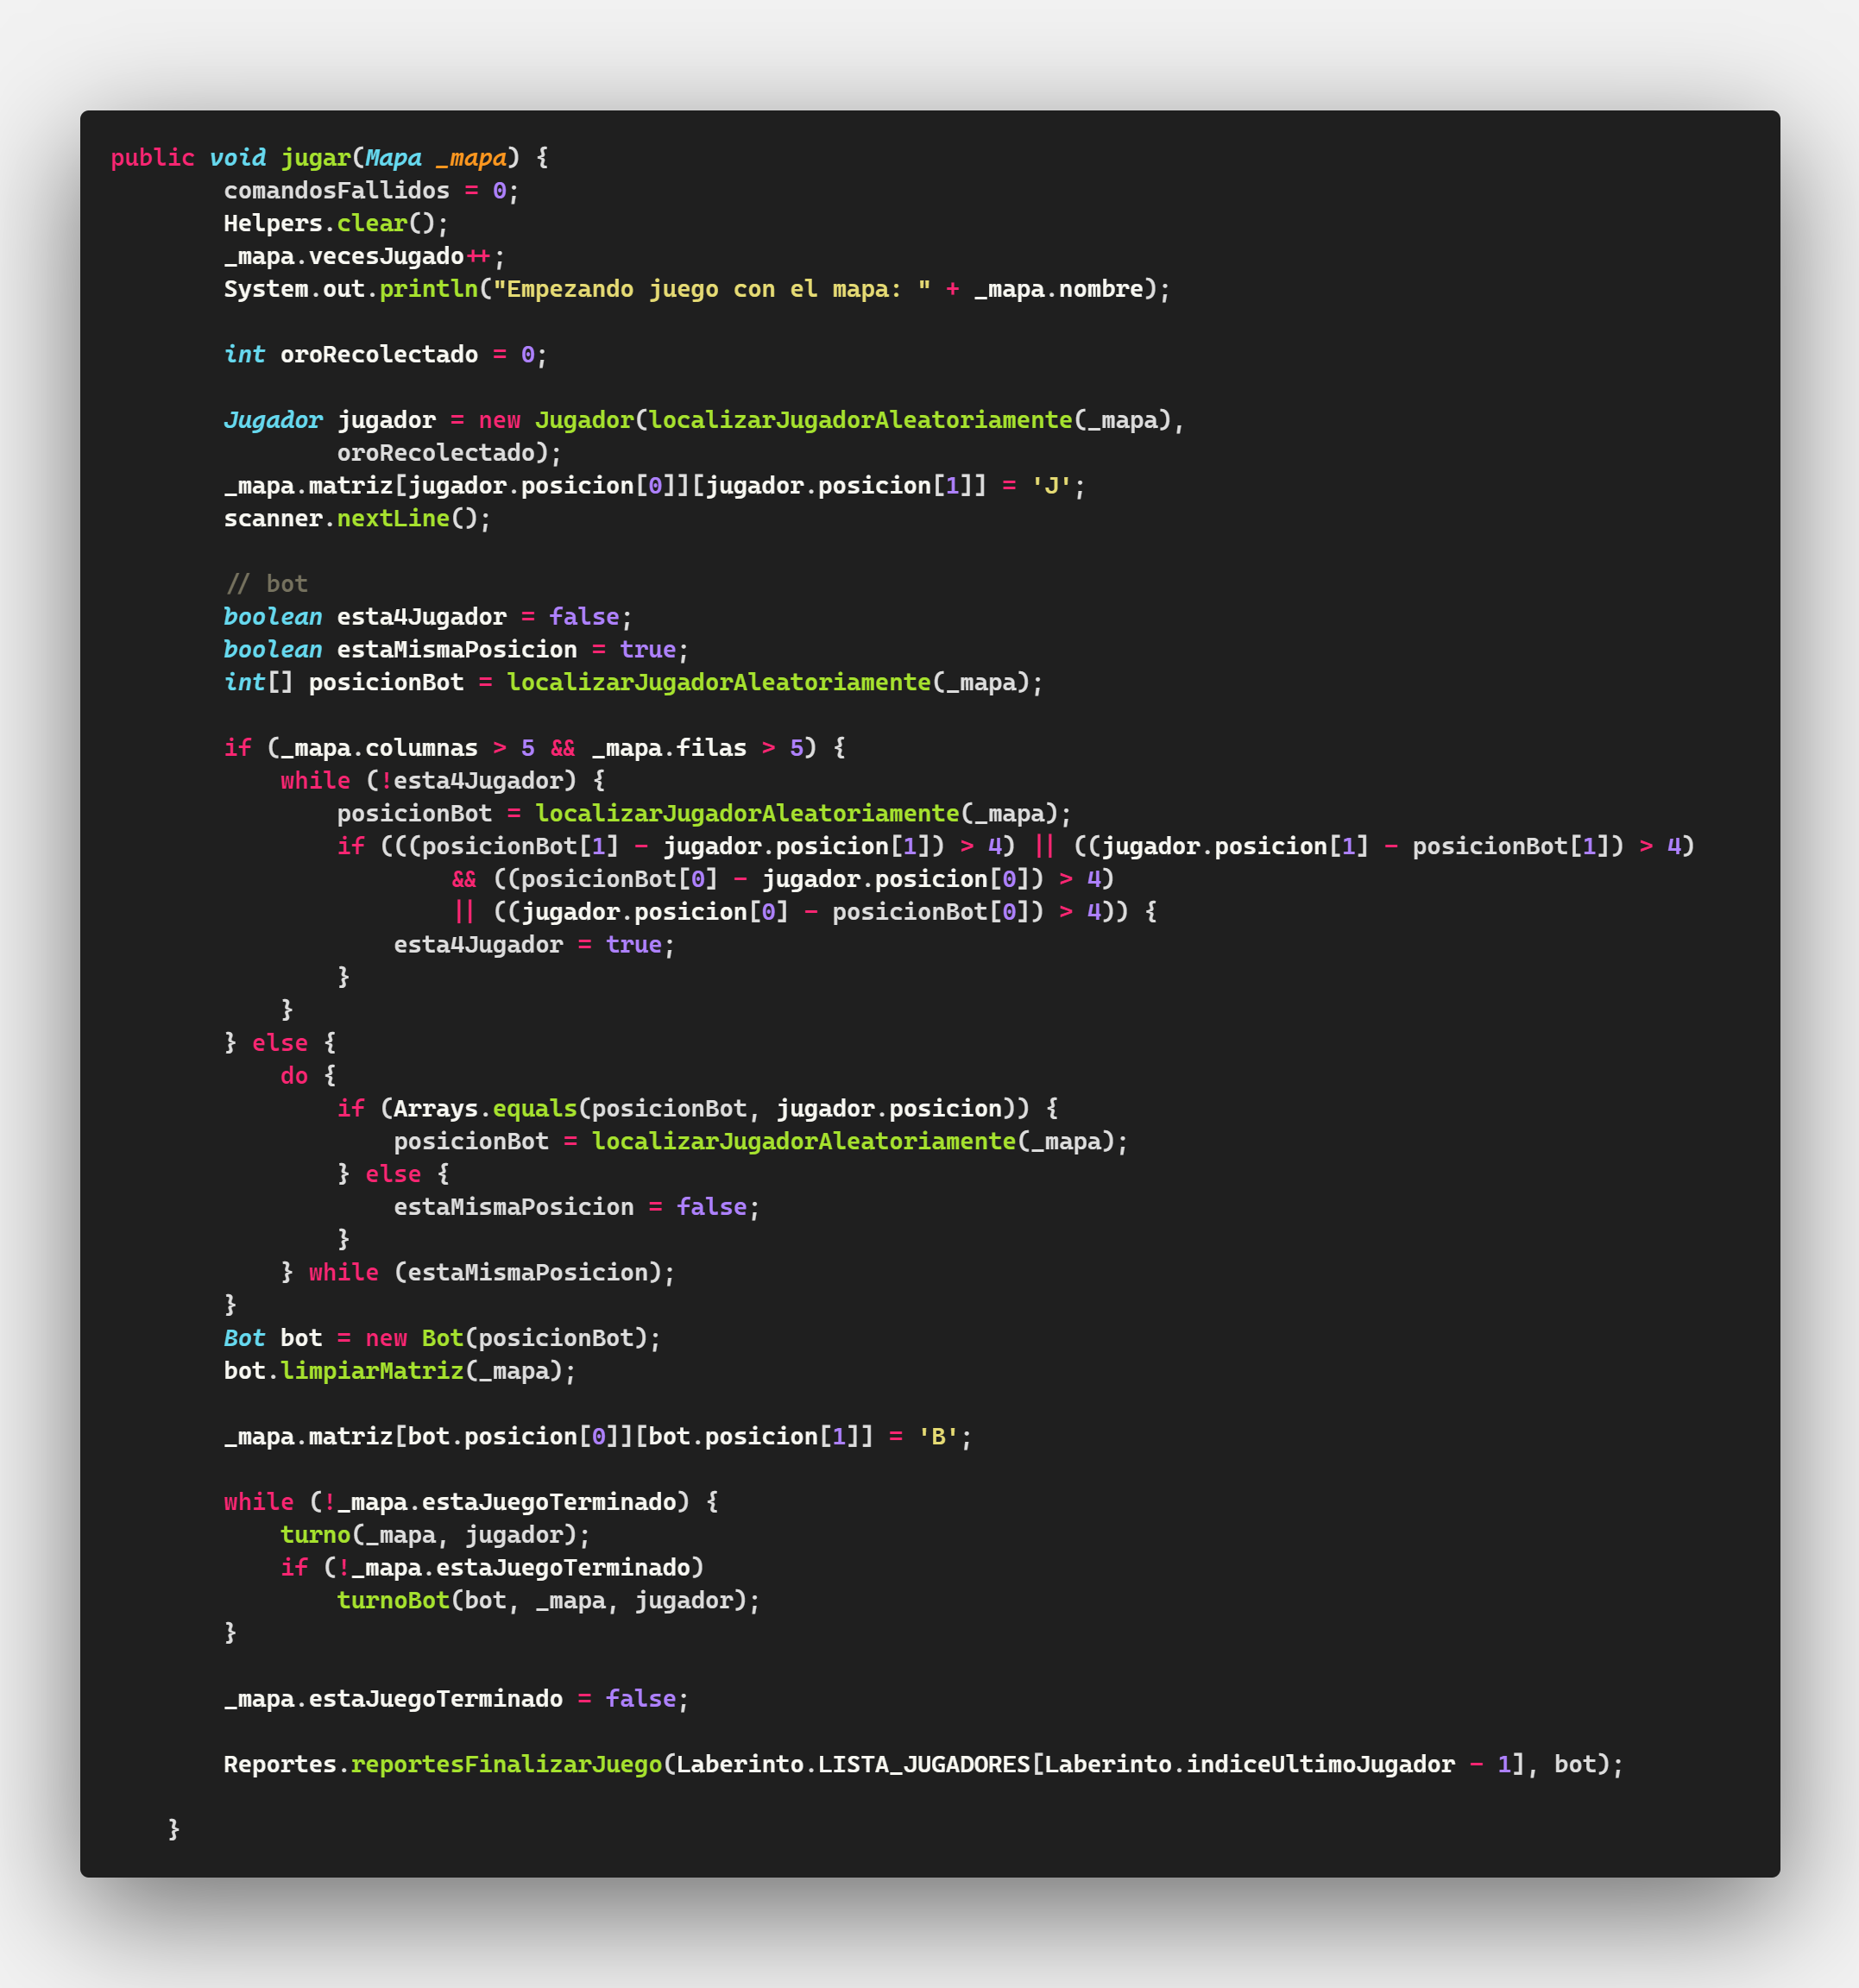 public void jugar(Mapa _mapa) {
        comandosFallidos = 0;
        Helpers.clear();
        _mapa.vecesJugado++;
        System.out.println("Empezando juego con el mapa: " + _mapa.nombre);

        int oroRecolectado = 0;

        Jugador jugador = new Jugador(localizarJugadorAleatoriamente(_mapa),
                oroRecolectado);
        _mapa.matriz[jugador.posicion[0]][jugador.posicion[1]] = 'J';
        scanner.nextLine();

        // bot
        boolean esta4Jugador = false;
        boolean estaMismaPosicion = true;
        int[] posicionBot = localizarJugadorAleatoriamente(_mapa);

        if (_mapa.columnas > 5 && _mapa.filas > 5) {
            while (!esta4Jugador) {
                posicionBot = localizarJugadorAleatoriamente(_mapa);
                if (((posicionBot[1] - jugador.posicion[1]) > 4) || ((jugador.posicion[1] - posicionBot[1]) > 4)
                        && ((posicionBot[0] - jugador.posicion[0]) > 4)
                        || ((jugador.posicion[0] - posicionBot[0]) > 4)) {
                    esta4Jugador = true;
                }
            }
        } else {
            do {
                if (Arrays.equals(posicionBot, jugador.posicion)) {
                    posicionBot = localizarJugadorAleatoriamente(_mapa);
                } else {
                    estaMismaPosicion = false;
                }
            } while (estaMismaPosicion);
        }
        Bot bot = new Bot(posicionBot);
        bot.limpiarMatriz(_mapa);

        _mapa.matriz[bot.posicion[0]][bot.posicion[1]] = 'B';

        while (!_mapa.estaJuegoTerminado) {
            turno(_mapa, jugador);
            if (!_mapa.estaJuegoTerminado)
                turnoBot(bot, _mapa, jugador);
        }

        _mapa.estaJuegoTerminado = false;

        Reportes.reportesFinalizarJuego(Laberinto.LISTA_JUGADORES[Laberinto.indiceUltimoJugador - 1], bot);

    }